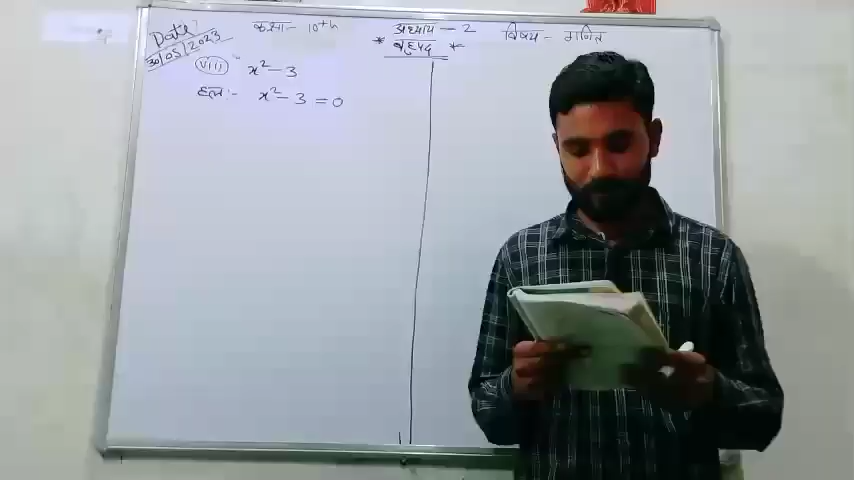 Date
30/05/2023
कक्षा- 10th
अध्याय - 2
* बहुपद *
विषय - गणित
(viii) x² - 3
हल:- x² - 3 = 0